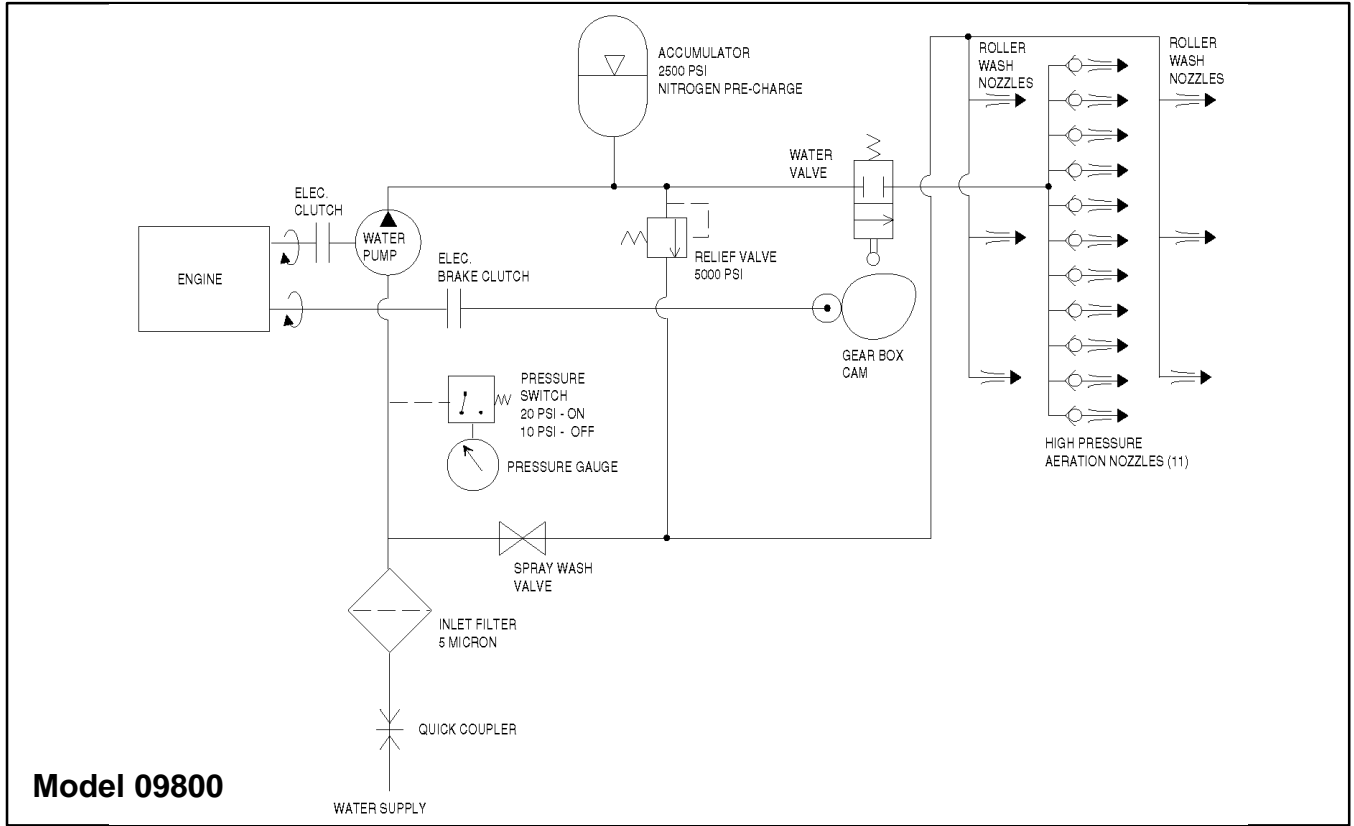 ACCUMULATOR
2500 PSI
NITROGEN PRE-CHARGE
ROLLER
WASH
NOZZLES
ROLLER
WASH
NOZZLES
WATER
VALVE
ELEC.
CLUTCH
WATER
PUMP
ENGINE
ELEC.
BRAKE CLUTCH
RELIEF VALVE
5000 PSI
GEAR BOX
CAM
PRESSURE
SWITCH
20 PSI - ON
10 PSI - OFF
PRESSURE GAUGE
HIGH PRESSURE
AERATION NOZZLES (11)
SPRAY WASH
VALVE
INLET FILTER
5 MICRON
QUICK COUPLER
WATER SUPPLY
Model 09800